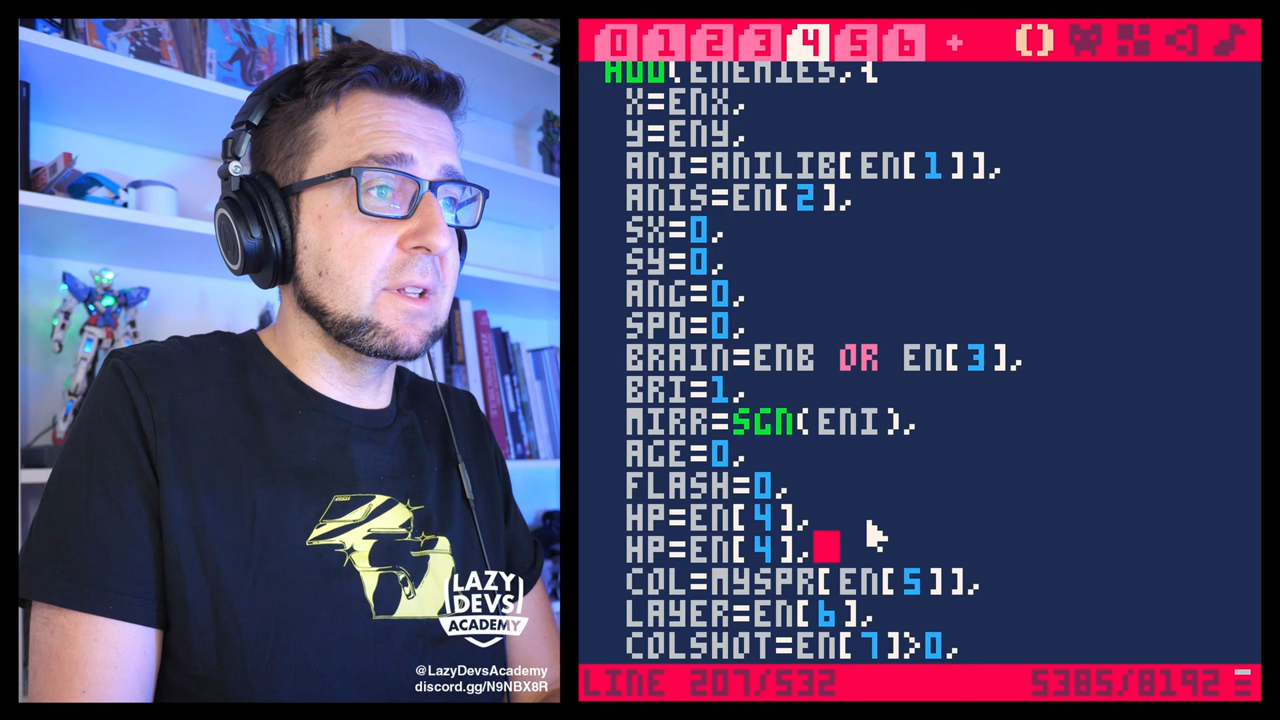 0 1 2 3 4 5 6 + ()
ADD(ENEMIES,{
X=ENX,
Y=ENY,
ANI=ANILIB[EN[1]],
ANIS=EN[2],
SX=0,
SY=0,
ANG=0,
SPD=0,
BRAIN=ENB OR EN[3],
BRI=1,
MIRR=SGN(ENI),
AGE=0,
FLASH=0,
HP=EN[4],
HP=EN[4],
COL=MYSPR[EN[5]],
LAYER=EN[6],
COLSHOT=EN[7]>0,
LINE 207/532 5385/8192
LAZY
DEVS
ACADEMY
@LazyDevsAcademy
discord.gg/N9NBX8R